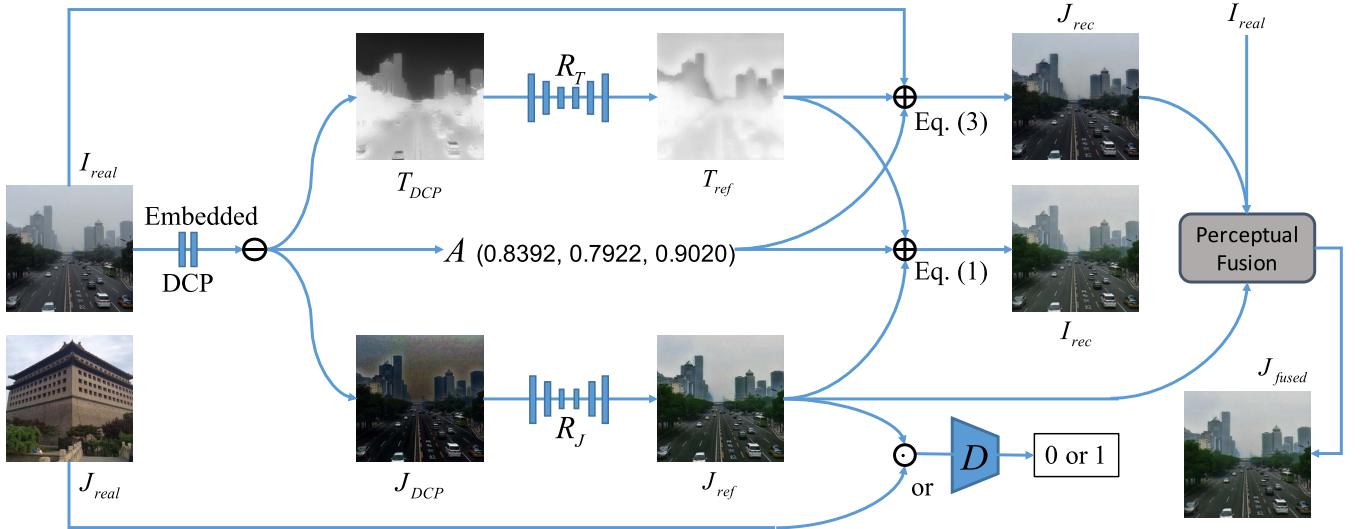 J_rec
I_real
R_T
Eq. (3)
I_real
T_DCP
T_ref
Embedded
DCP
A (0.8392, 0.7922, 0.9020)
Eq. (1)
Perceptual
Fusion
I_rec
J_fused
R_J
D
0 or 1
or
J_real
J_DCP
J_ref